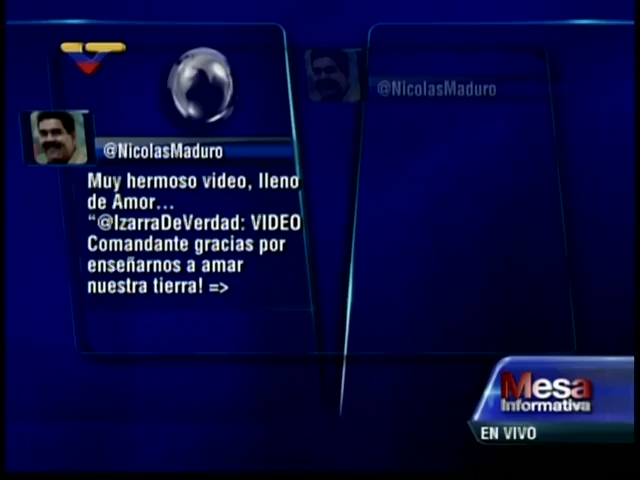 @NicolasMaduro
@NicolasMaduro
Muy hermoso video, lleno
de Amor...
“@IzarraDeVerdad: VIDEO
Comandante gracias por
enseñarnos a amar
nuestra tierra! =>
Mesa
Informativa
EN VIVO